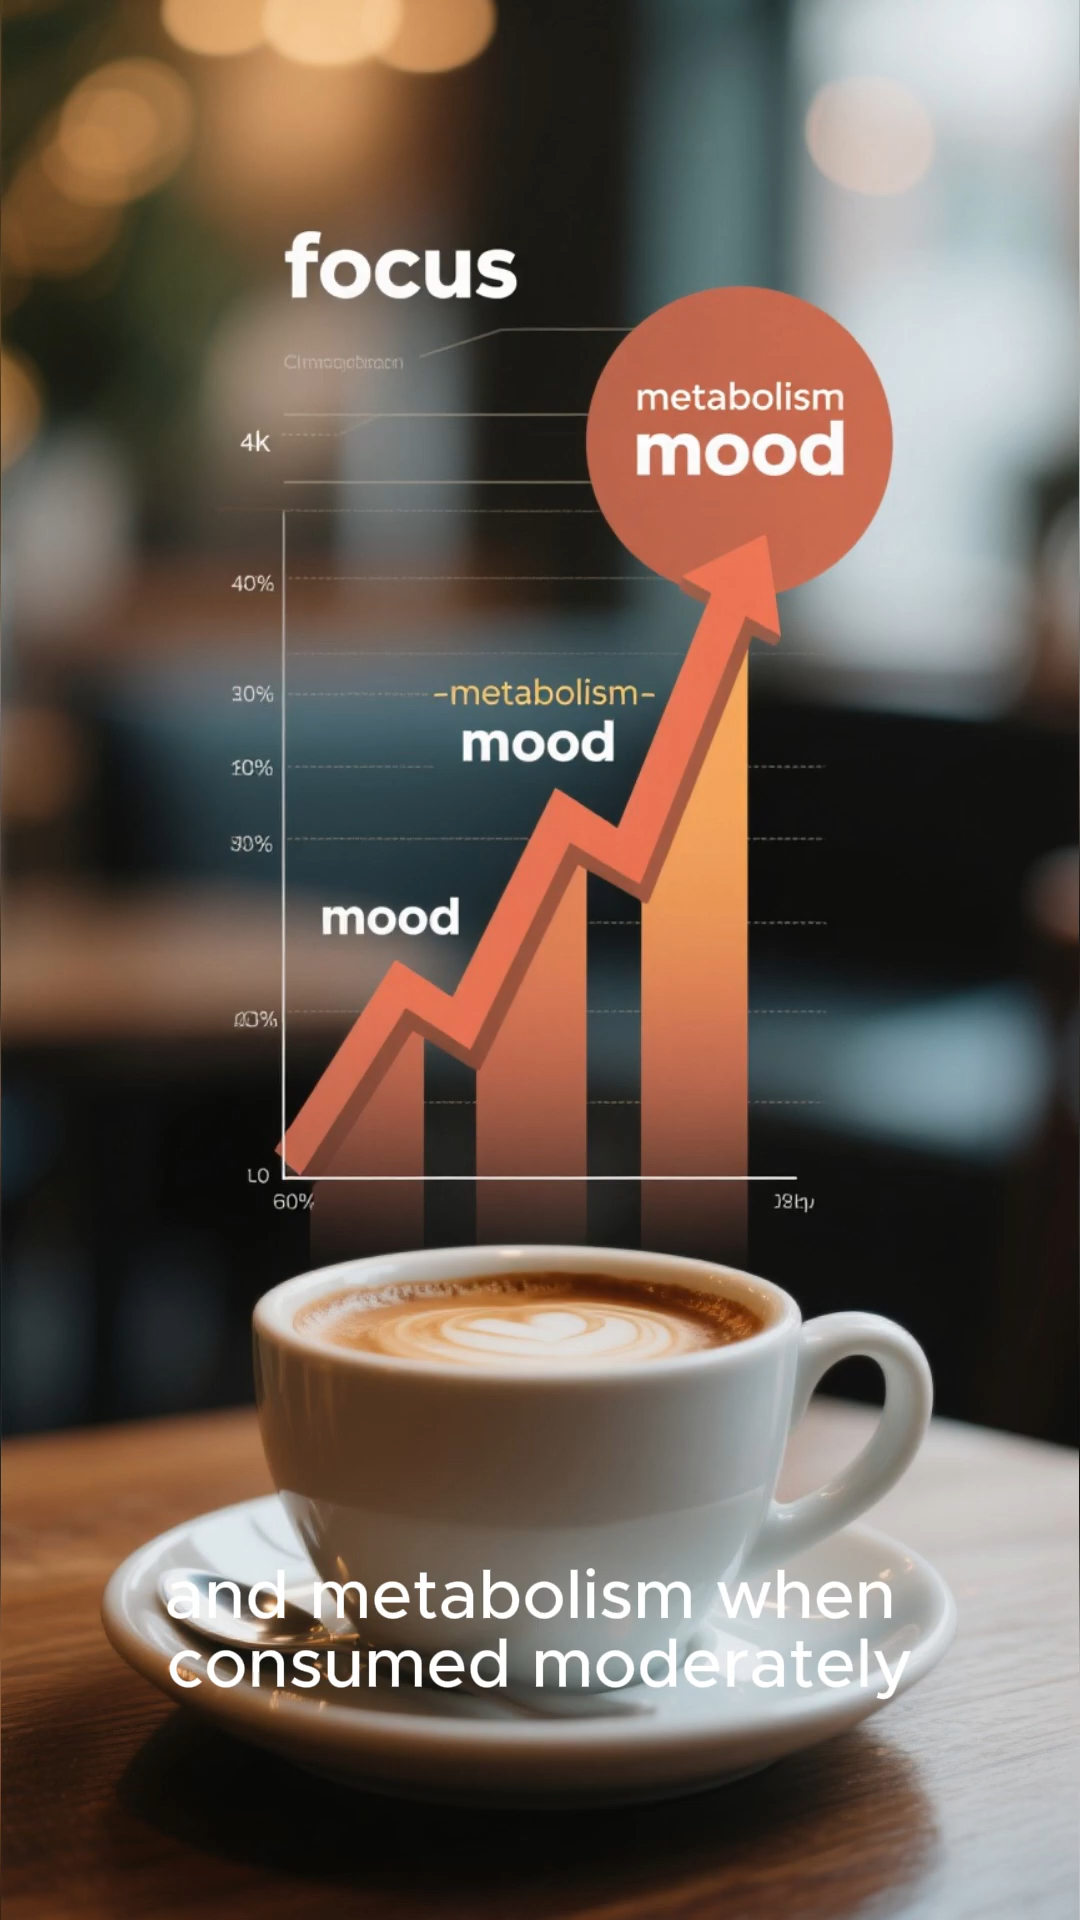 focus
metabolism
mood
4k
40%
30%
-metabolism-
mood
mood
LO
60%
and metabolism when
consumed moderately